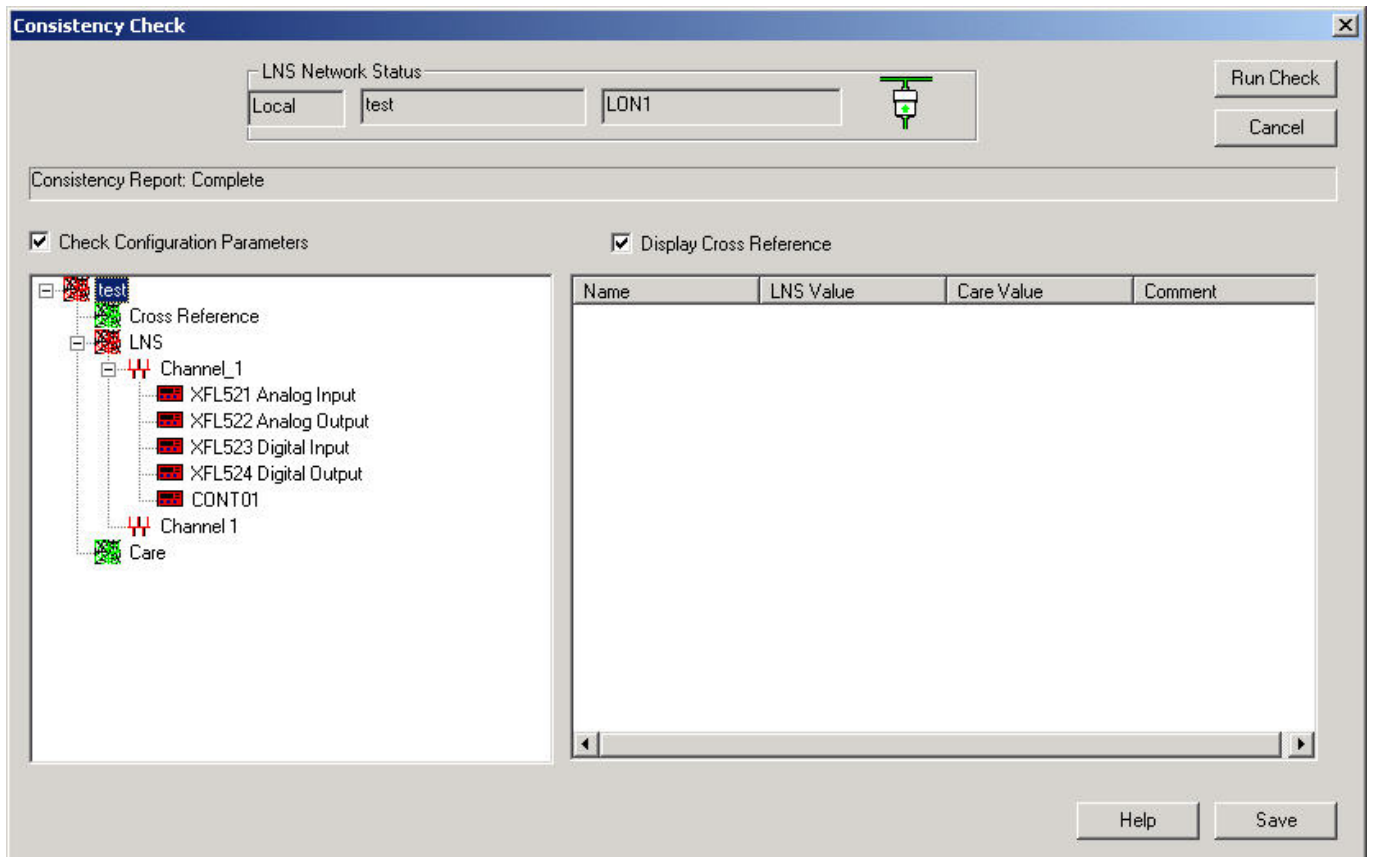 Consistency Check
LNS Network Status
Local
test
LON1
Run Check
Cancel
Consistency Report: Complete
Check Configuration Parameters
Display Cross Reference
test
Cross Reference
LNS
Channel_1
XFL521 Analog Input
XFL522 Analog Output
XFL523 Digital Input
XFL524 Digital Output
CONT01
Channel 1
Care
Name LNS Value Care Value Comment
Help
Save